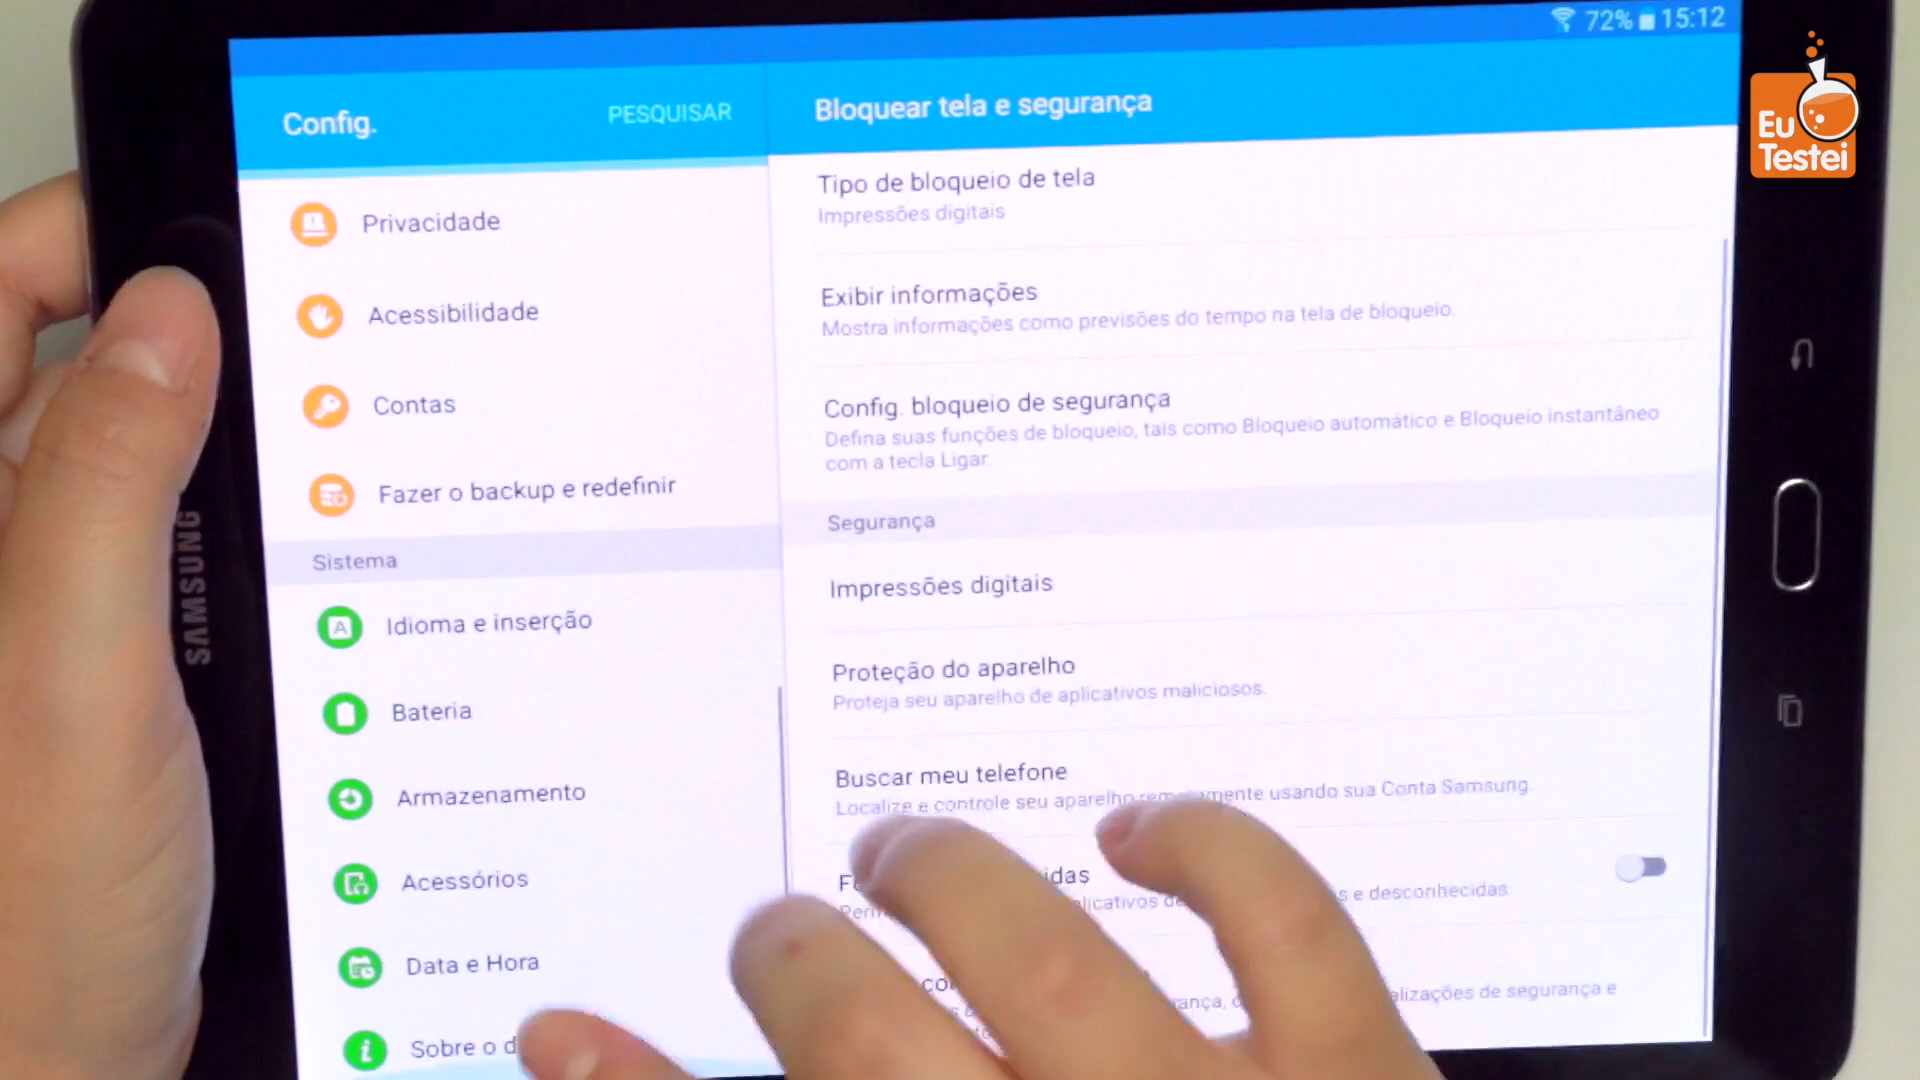 72% 15:12
Config.
PESQUISAR
Bloquear tela e segurança
Eu
Testei
Privacidade
Acessibilidade
Contas
Fazer o backup e redefinir
Sistema
Idioma e inserção
Bateria
Armazenamento
Acessórios
Data e Hora
Sobre o d
Tipo de bloqueio de tela
Impressões digitais
Exibir informações
Mostra informações como previsões do tempo na tela de bloqueio.
Config. bloqueio de segurança
Defina suas funções de bloqueio, tais como Bloqueio automático e Bloqueio instantâneo
com a tecla Ligar.
Segurança
Impressões digitais
Proteção do aparelho
Proteja seu aparelho de aplicativos maliciosos.
Buscar meu telefone
Localize e controle seu aparelho usando sua Conta Samsung.
e desconhecidas.
de segurança e
SAMSUNG